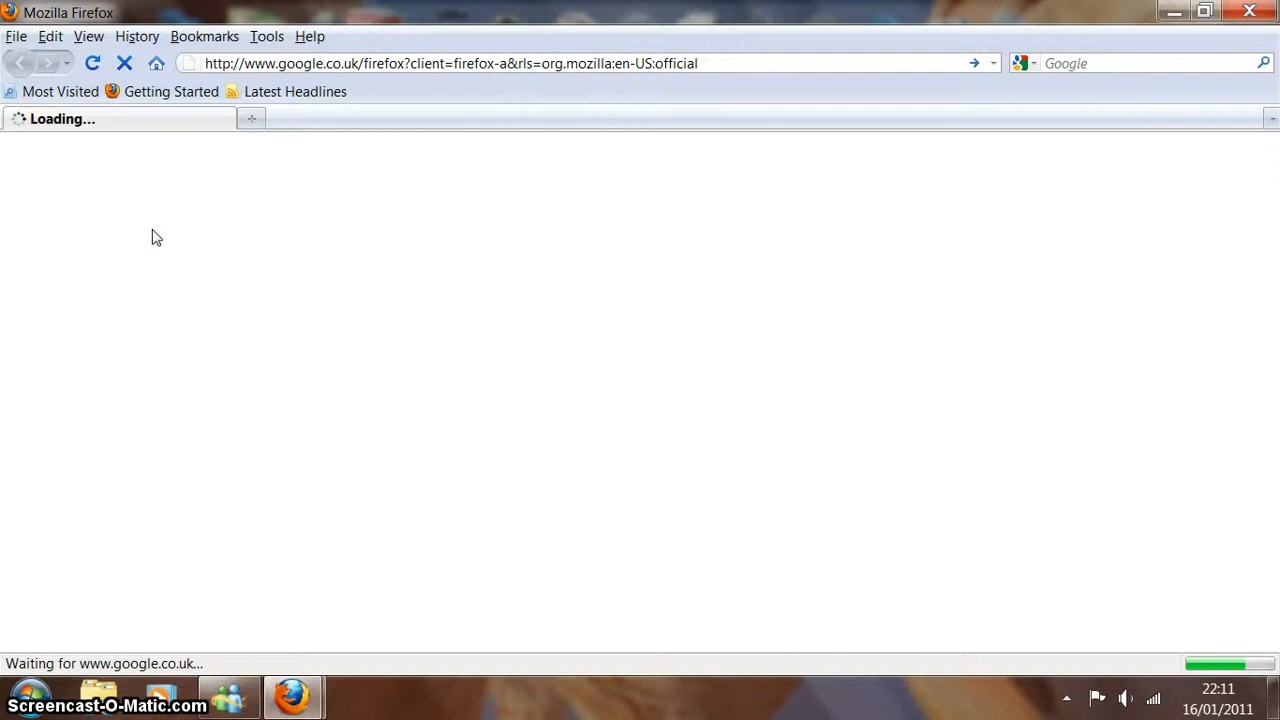 Mozilla Firefox
File Edit View History Bookmarks Tools Help
http://www.google.co.uk/firefox?client=firefox-a&rls=org.mozilla:en-US:official Google
Most Visited Getting Started Latest Headlines
Loading...
Waiting for www.google.co.uk...
22:11
Screencast-O-Matic.com
16/01/2011